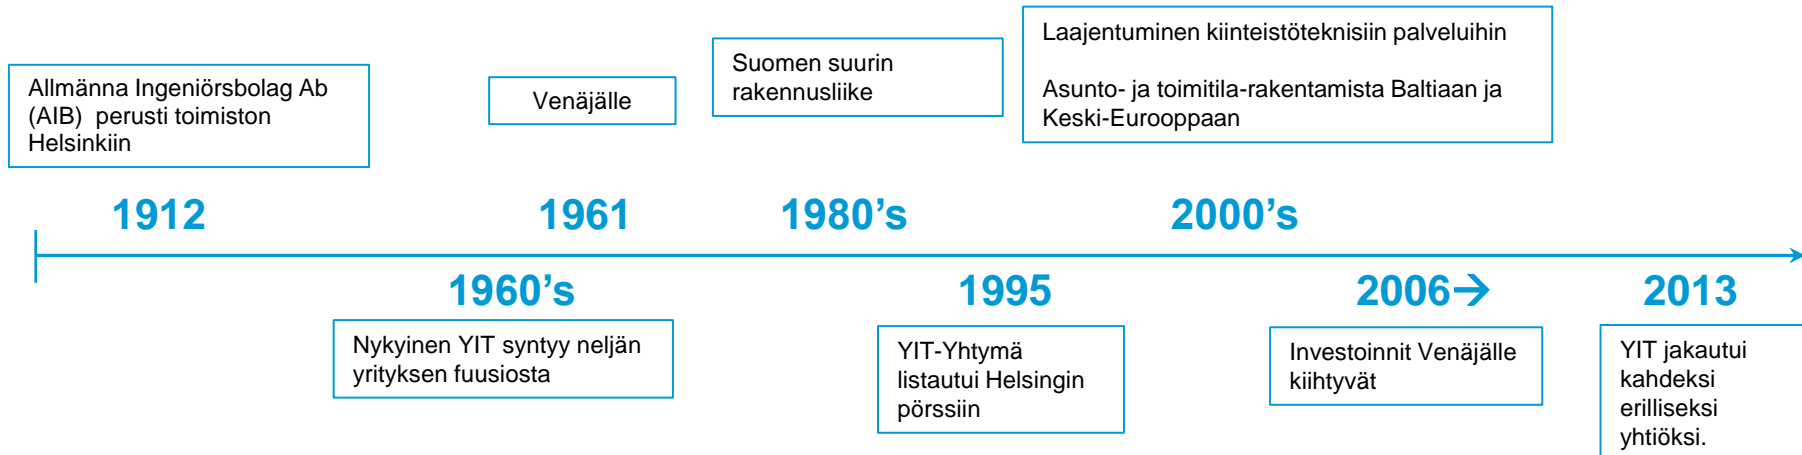 Allmänna Ingeniörsbolag Ab
(AIB) perusti toimiston
Helsinkiin
Venäjälle
Suomen suurin
rakennusliike
Laajentuminen kiinteistöteknisiin palveluihin
Asunto- ja toimitila-rakentamista Baltiaan ja
Keski-Eurooppaan
1912
1961
1980’s
2000’s
1960’s
1995
2006→
2013
Nykyinen YIT syntyy neljän
yrityksen fuusiosta
YIT-Yhtymä
listautui Helsingin
pörssiin
Investoinnit Venäjälle
kiihtyvät
YIT jakautui
kahdeksi
erilliseksi
yhtiöksi.